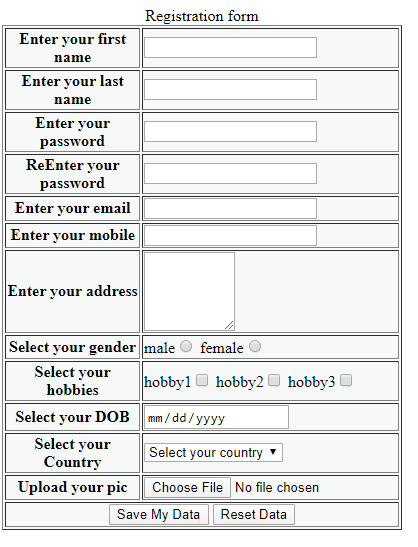 Registration form
Enter your first
name
Enter your last
name
Enter your
password
ReEnter your
password
Enter your email
Enter your mobile
Enter your address
Select your gender male female
Select your
hobbies
hobby1 hobby2 hobby3
Select your DOB mm/dd/yyyy
Select your
Country
Select your country
Upload your pic Choose File No file chosen
Save My Data Reset Data